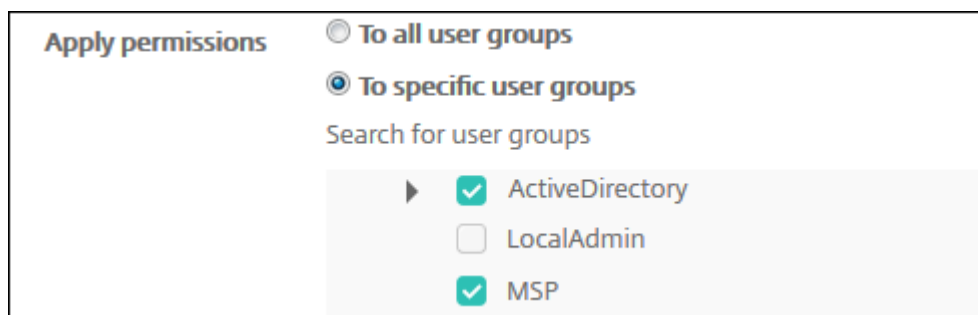 Apply permissions
To all user groups
To specific user groups
Search for user groups
ActiveDirectory
LocalAdmin
MSP